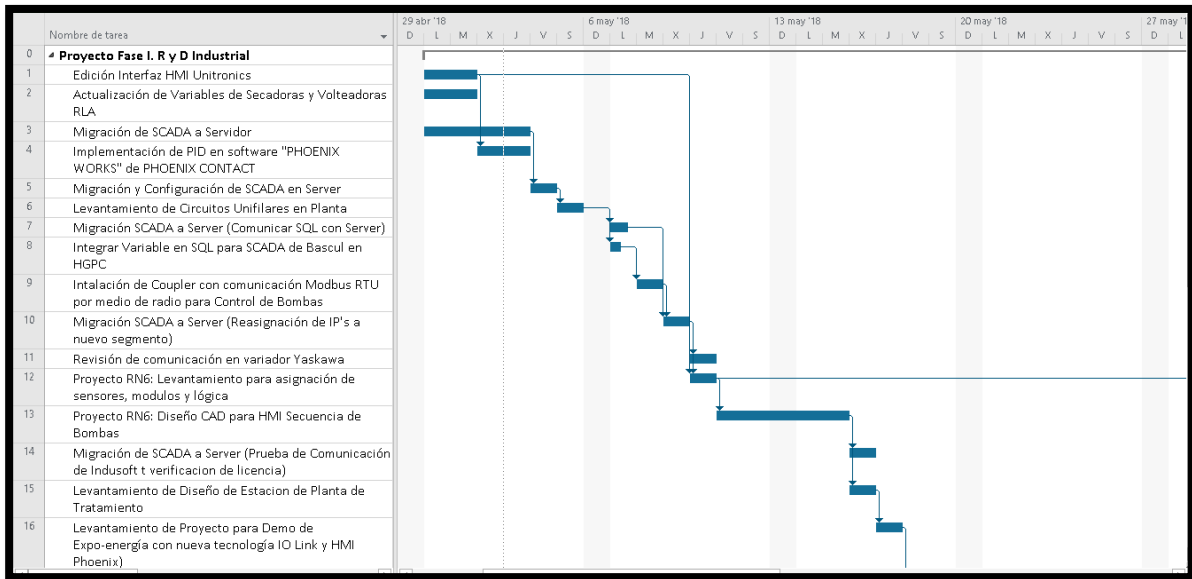 29 abr '18 6 may '18 13 may '18 20 may '18 27 may '1
Nombre de tarea D L M X J V S D L M X J V S D L M X J V S D L M X J V S D L
0 Proyecto Fase I. R y D Industrial
1 Edición Interfaz HMI Unitronics
2 Actualización de Variables de Secadoras y Volteadoras
RLA
3 Migración de SCADA a Servidor
4 Implementación de PID en software "PHOENIX
WORKS" de PHOENIX CONTACT
5 Migración y Configuración de SCADA en Server
6 Levantamiento de Circuitos Unifilares en Planta
7 Migración SCADA a Server (Comunicar SQL con Server)
8 Integrar Variable en SQL para SCADA de Bascul en
HGPC
9 Intalación de Coupler con comunicación Modbus RTU
por medio de radio para Control de Bombas
10 Migración SCADA a Server (Reasignación de IP's a
nuevo segmento)
11 Revisión de comunicación en variador Yaskawa
12 Proyecto RN6: Levantamiento para asignación de
sensores, modulos y lógica
13 Proyecto RN6: Diseño CAD para HMI Secuencia de
Bombas
14 Migración de SCADA a Server (Prueba de Comunicación
de Indusoft t verificacion de licencia)
15 Levantamiento de Diseño de Estacion de Planta de
Tratamiento
16 Levantamiento de Proyecto para Demo de
Expo-energía con nueva tecnología IO Link y HMI
Phoenix)